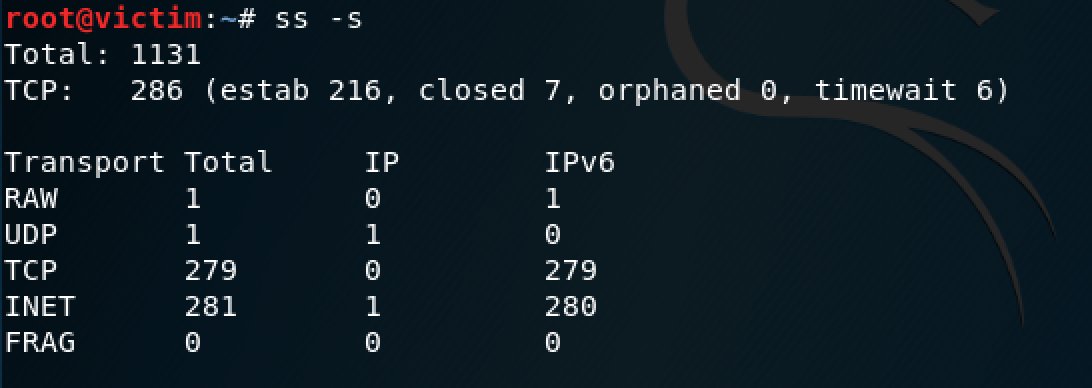 root@victim:~# ss -s
Total: 1131
TCP:   286 (estab 216, closed 7, orphaned 0, timewait 6)
Transport Total     IP        IPv6
RAW       1         0         1
UDP       1         1         0
TCP       279       0         279
INET      281       1         280
FRAG      0         0         0